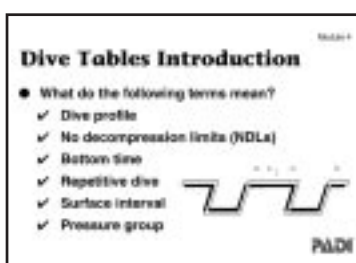 Module 4
Dive Tables Introduction
● What do the following terms mean?
✔ Dive profile
✔ No decompression limits (NDLs)
✔ Bottom time
✔ Repetitive dive
✔ Surface interval
✔ Pressure group
PADI